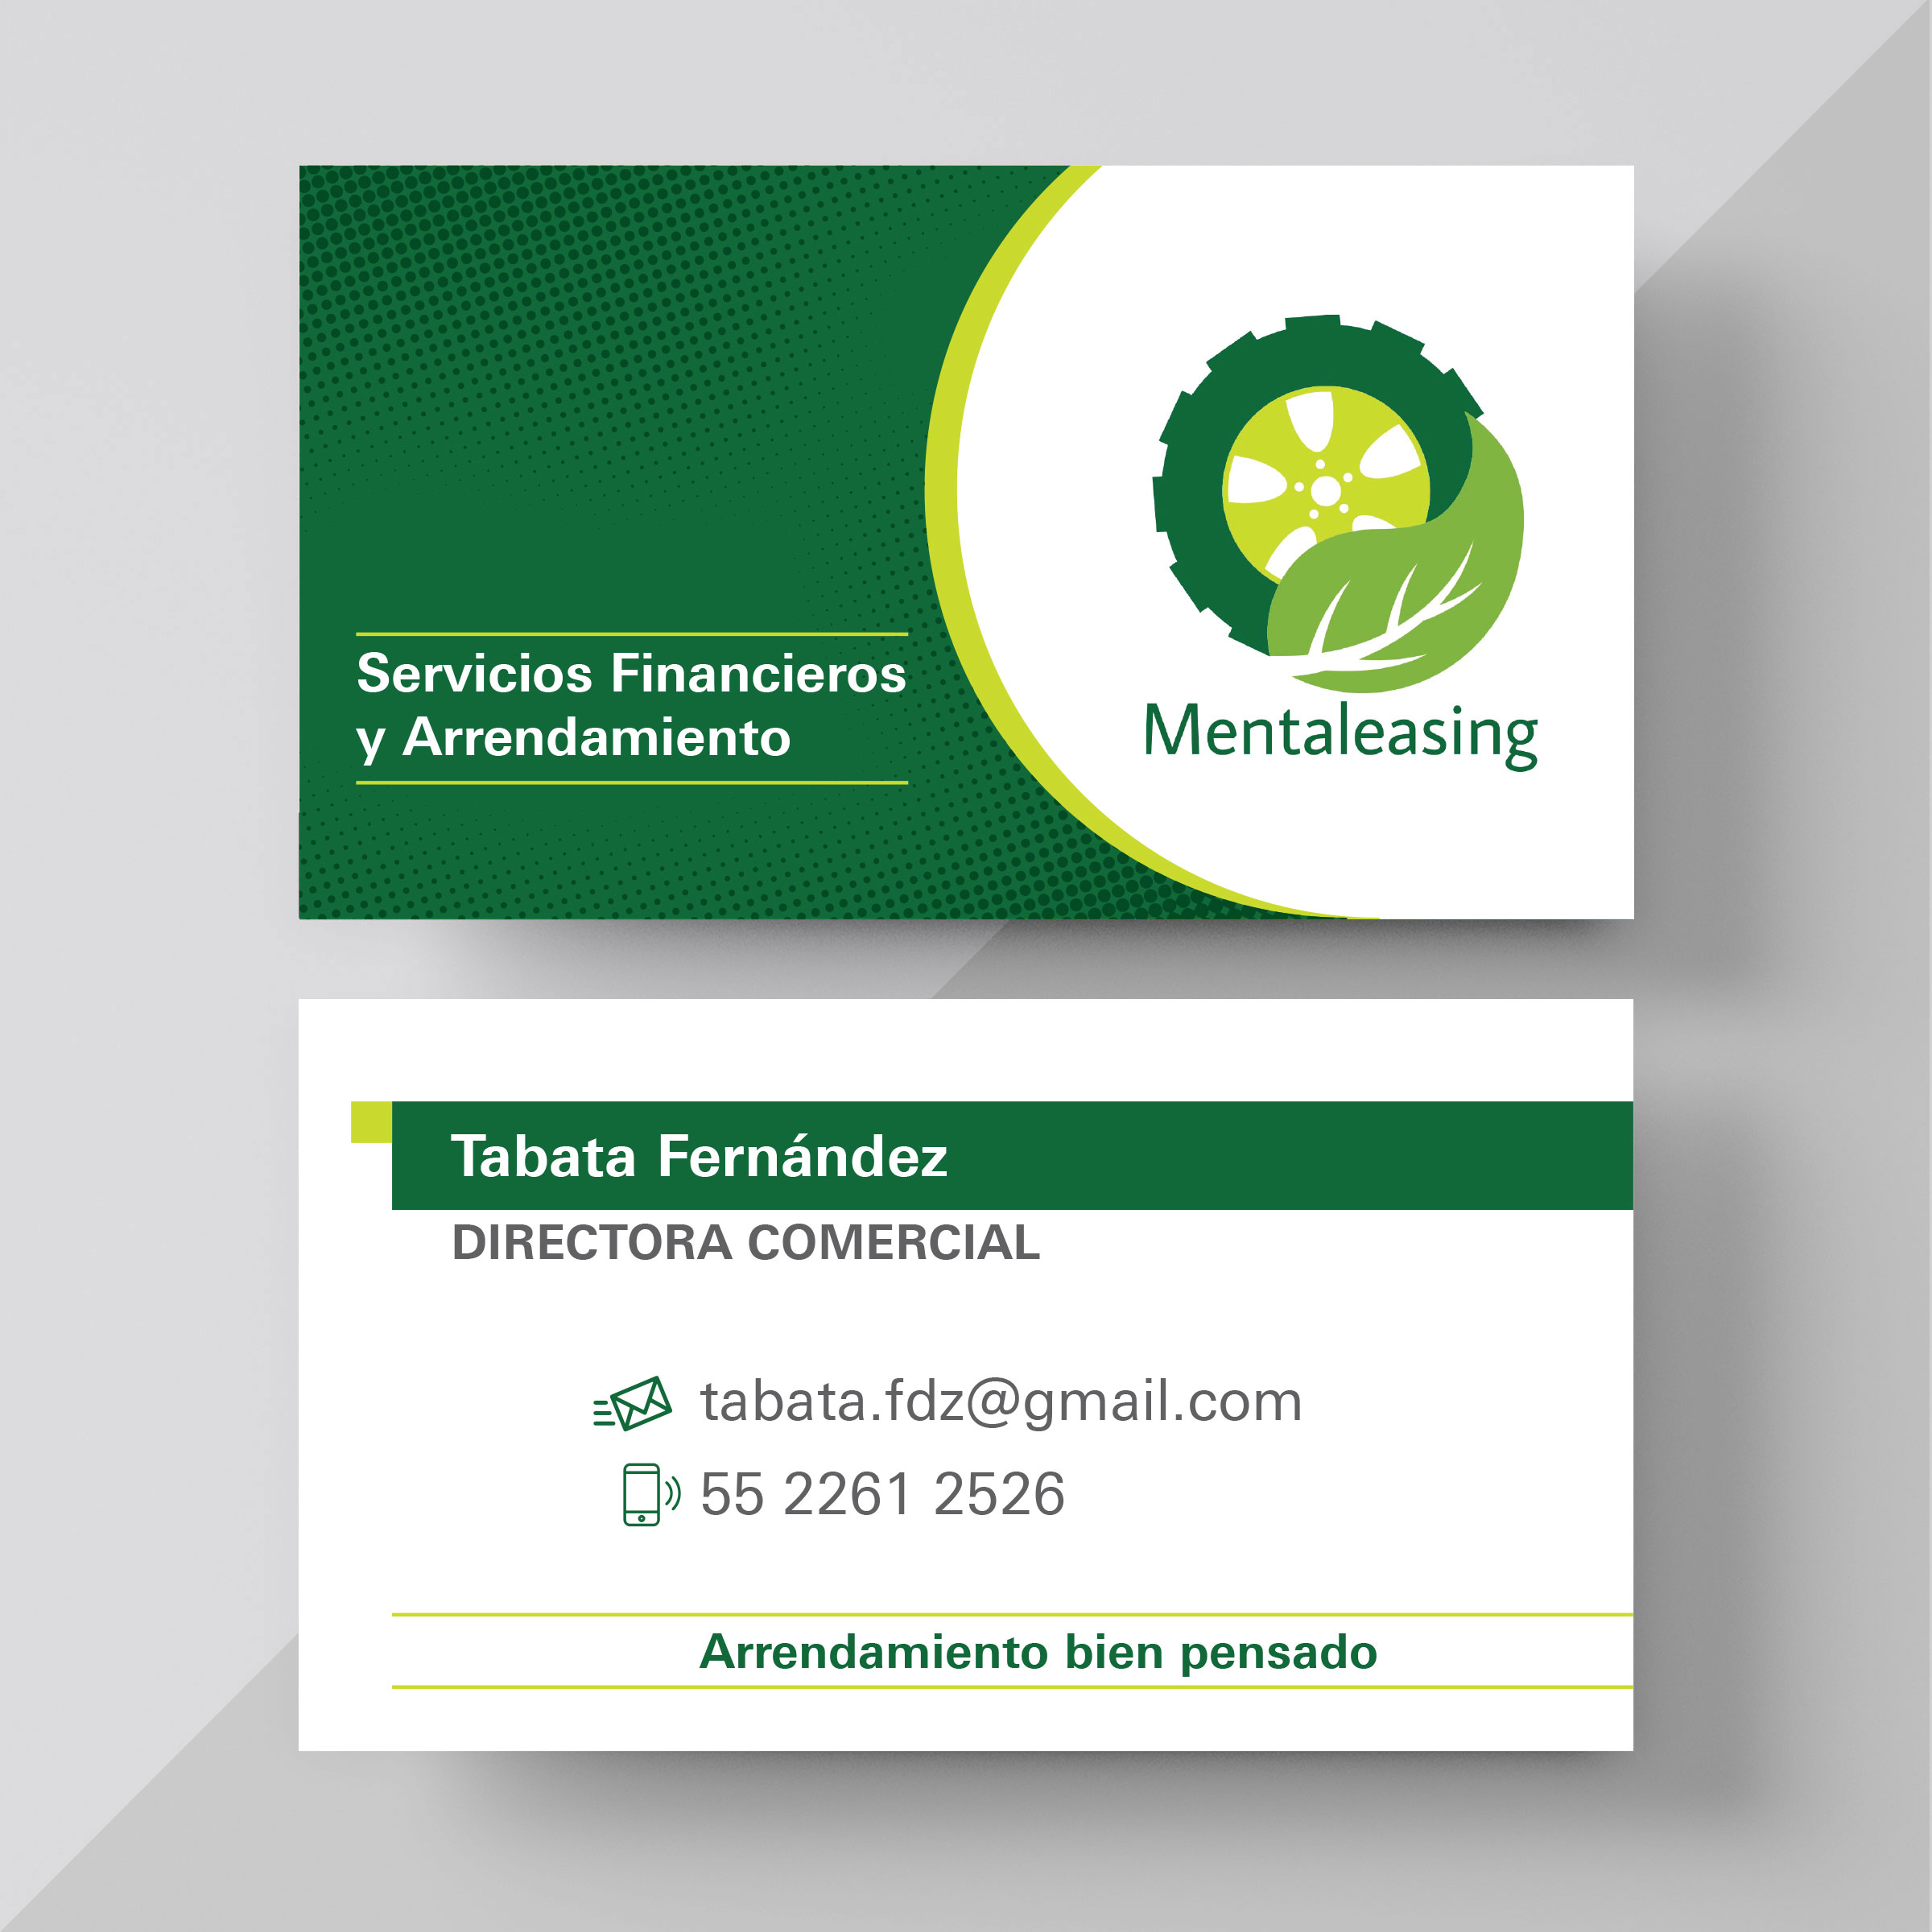 Servicios Financieros
y Arrendamiento
Mentaleasing
Tabata Fernández
DIRECTORA COMERCIAL
tabata.fdz@gmail.com
55 2261 2526
Arrendamiento bien pensado